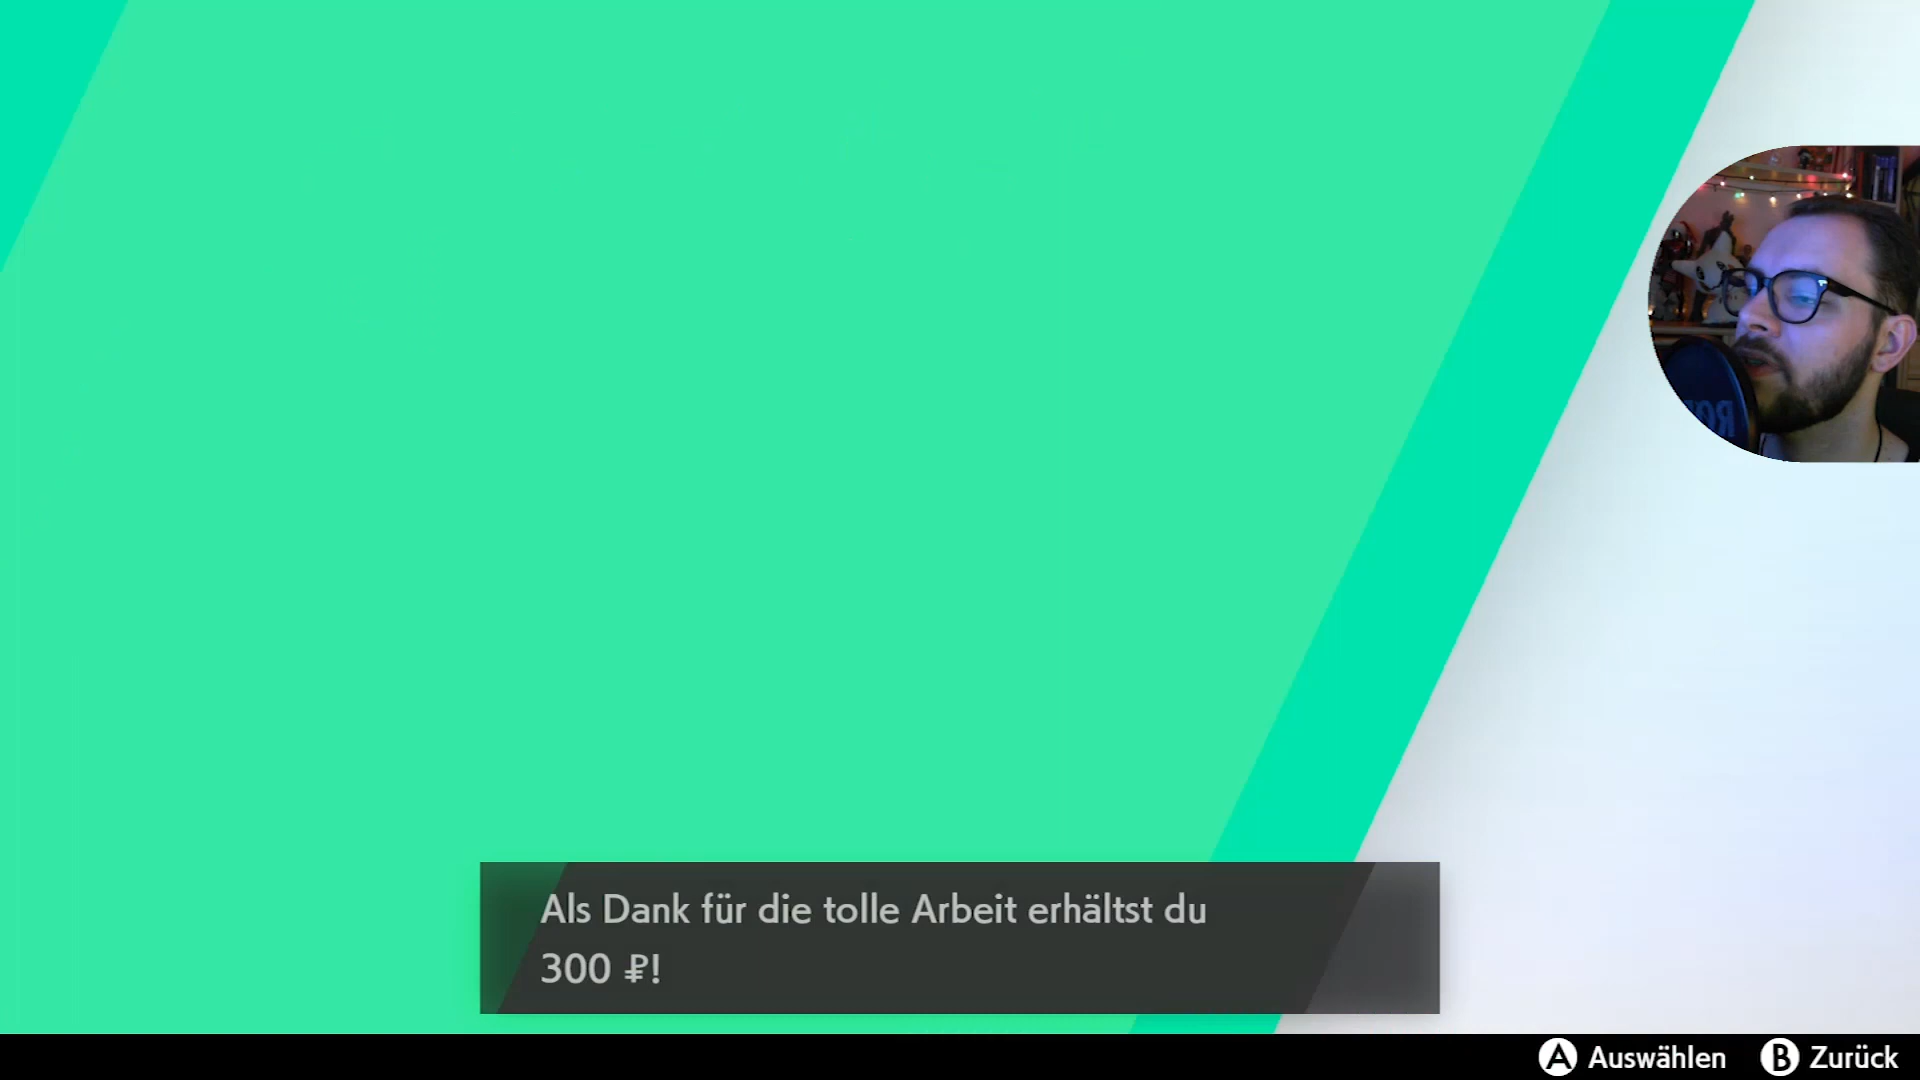 Als Dank für die tolle Arbeit erhältst du
300 ₽!
A Auswählen B Zurück